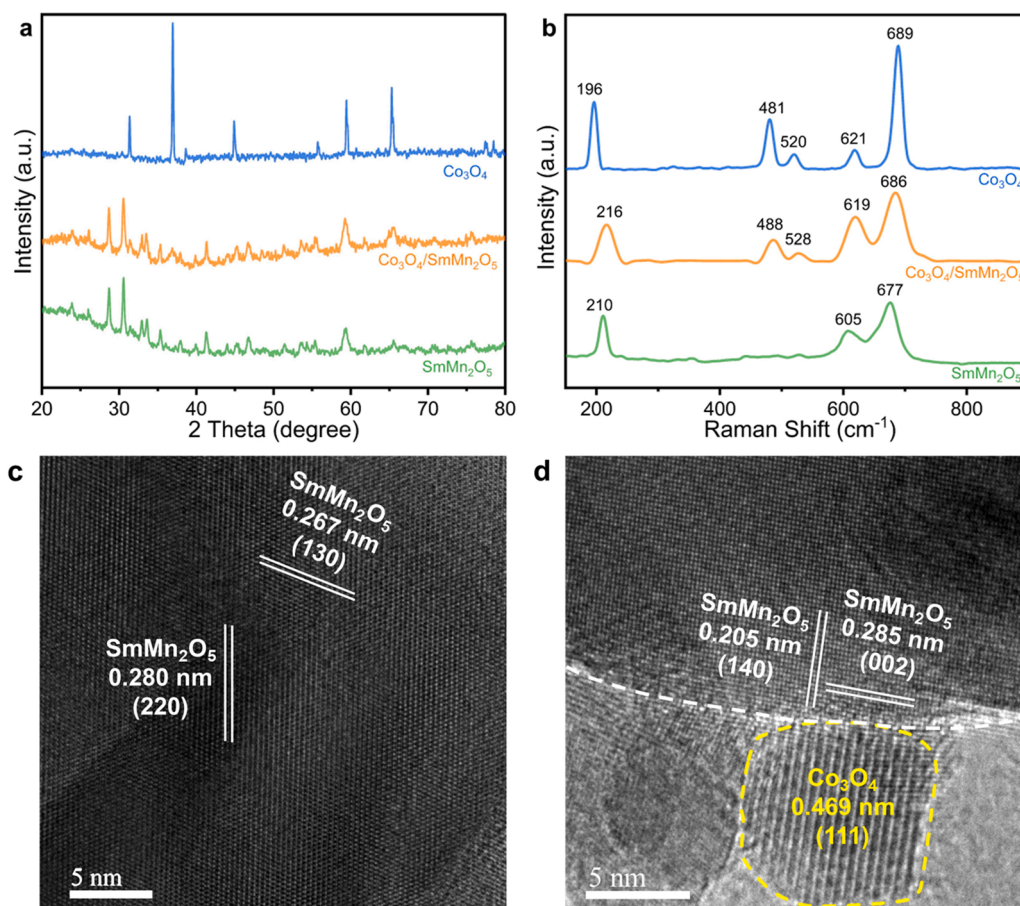 a
Intensity (a.u.)
Co₃O₄
Co₃O₄/SmMn₂O₅
SmMn₂O₅
20 30 40 50 60 70 80
2 Theta (degree)
b
Intensity (a.u.)
196
481
520
621
689
Co₃O₄
216
488
528
619
686
Co₃O₄/SmMn₂O₅
210
605
677
SmMn₂O₅
200 400 600 800
Raman Shift (cm⁻¹)
c
SmMn₂O₅
0.267 nm
(130)
SmMn₂O₅
0.280 nm
(220)
5 nm
d
SmMn₂O₅
0.205 nm
(140)
SmMn₂O₅
0.285 nm
(002)
Co₃O₄
0.469 nm
(111)
5 nm